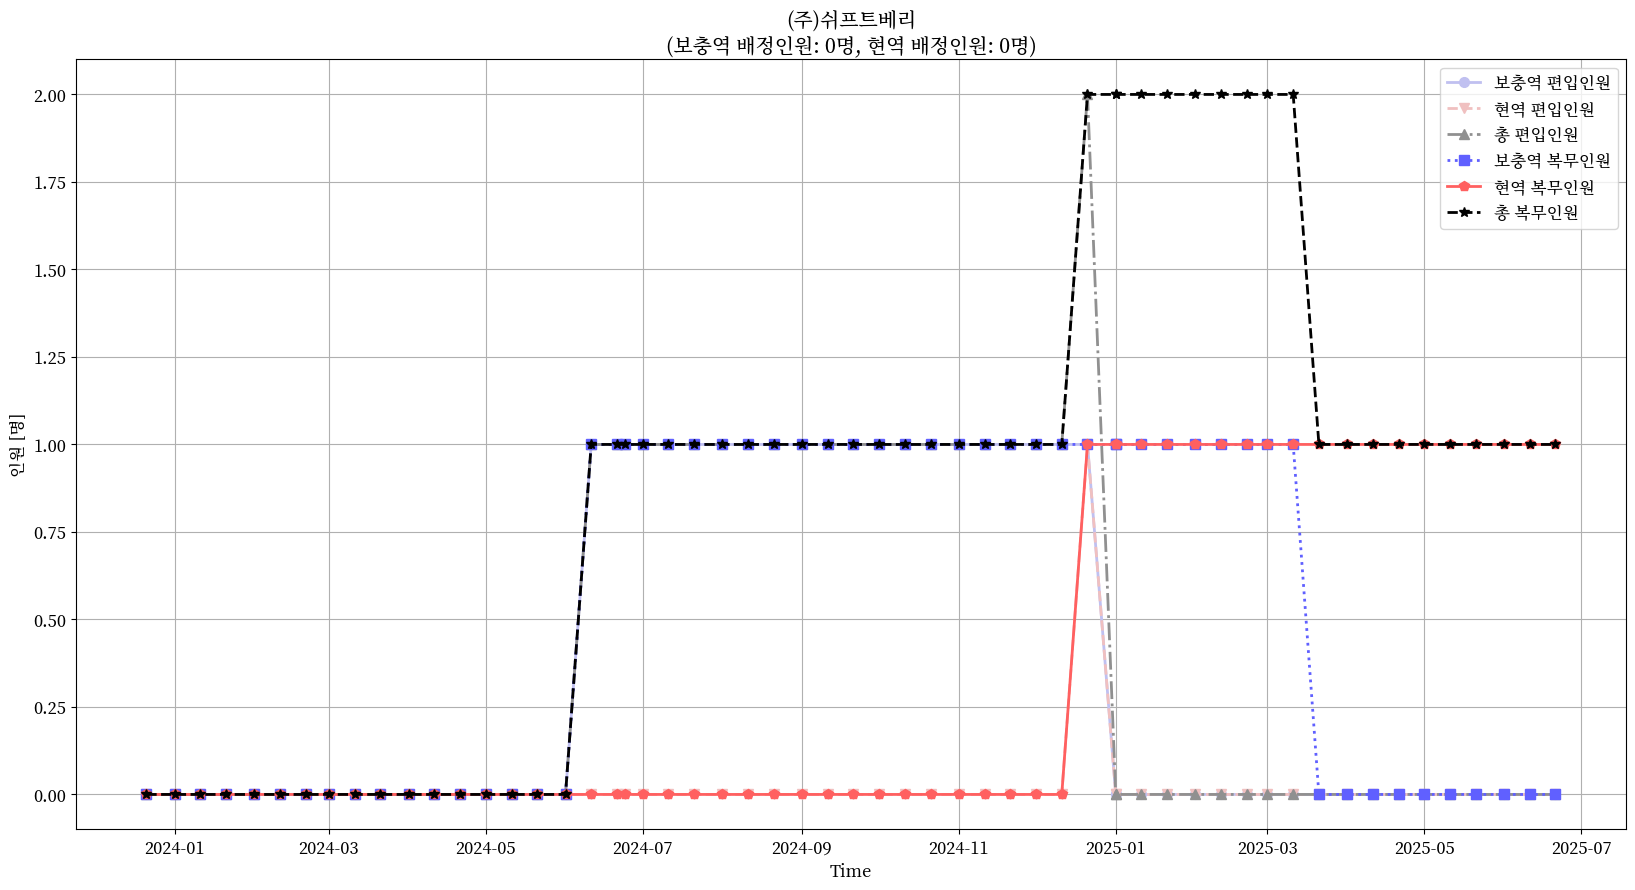 (주)쉬프트베리
(보충역 배정인원: 0명, 현역 배정인원: 0명)
보충역 편입인원
현역 편입인원
총 편입인원
보충역 복무인원
현역 복무인원
총 복무인원
2.00
1.75
1.50
1.25
1.00
0.75
0.50
0.25
0.00
인원 [명]
2024-01
2024-03
2024-05
2024-07
2024-09
2024-11
2025-01
2025-03
2025-05
2025-07
Time